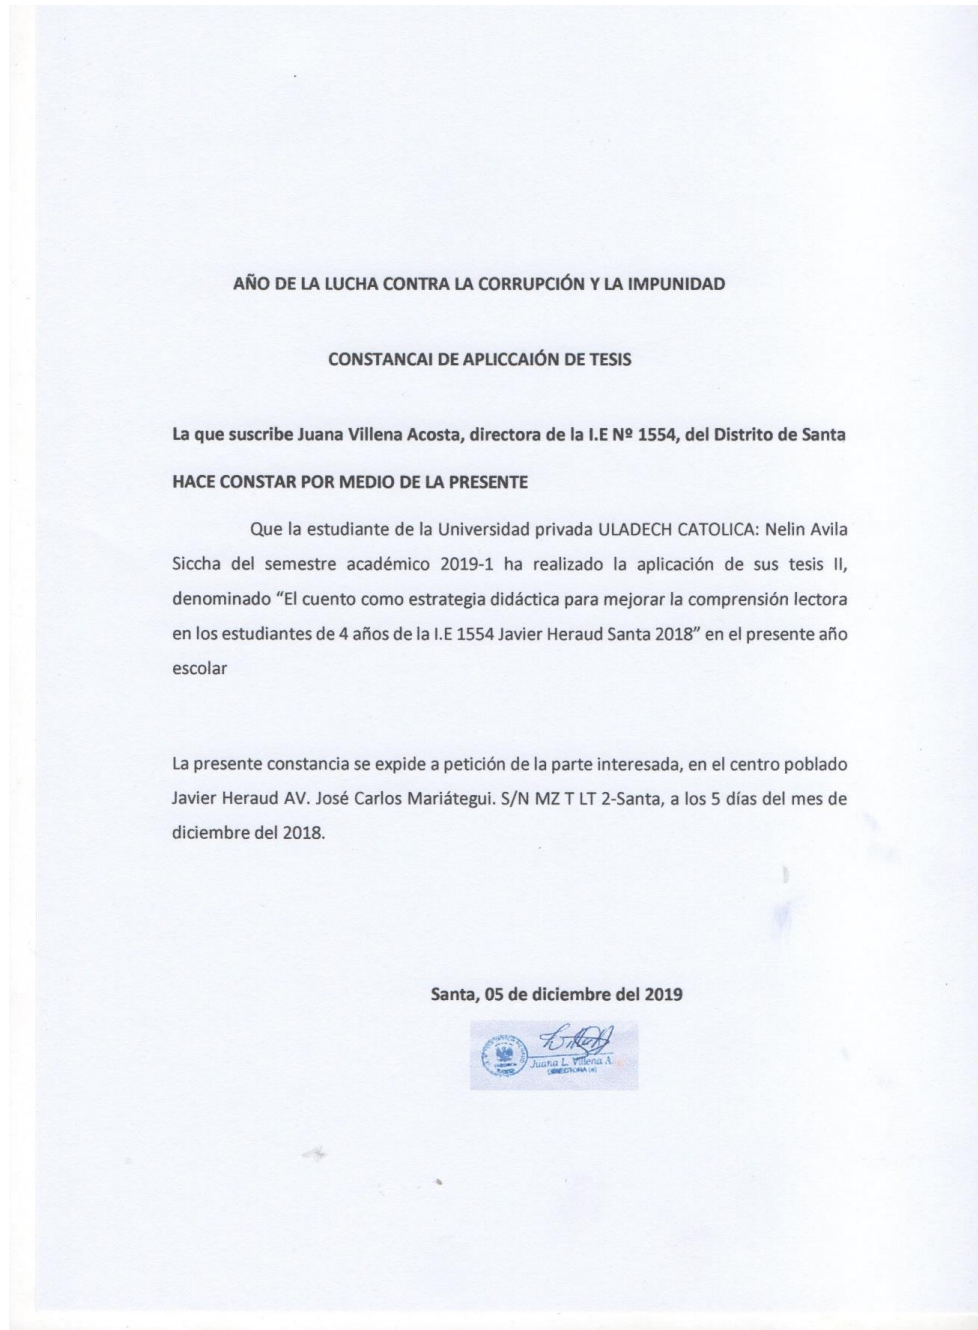 AÑO DE LA LUCHA CONTRA LA CORRUPCIÓN Y LA IMPUNIDAD
CONSTANCAI DE APLICCAIÓN DE TESIS
La que suscribe Juana Villena Acosta, directora de la I.E Nº 1554, del Distrito de Santa
HACE CONSTAR POR MEDIO DE LA PRESENTE
Que la estudiante de la Universidad privada ULADECH CATOLICA: Nelin Avila
Siccha del semestre académico 2019-1 ha realizado la aplicación de sus tesis II,
denominado “El cuento como estrategia didáctica para mejorar la comprensión lectora
en los estudiantes de 4 años de la I.E 1554 Javier Heraud Santa 2018” en el presente año
escolar
La presente constancia se expide a petición de la parte interesada, en el centro poblado
Javier Heraud AV. José Carlos Mariátegui. S/N MZ T LT 2-Santa, a los 5 días del mes de
diciembre del 2018.
Santa, 05 de diciembre del 2019
Juana L. Villena A.
DIRECTORA (e)